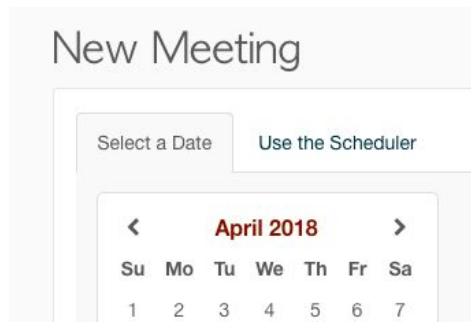 New Meeting
Select a Date Use the Scheduler
April 2018
Su Mo Tu We Th Fr Sa
1 2 3 4 5 6 7